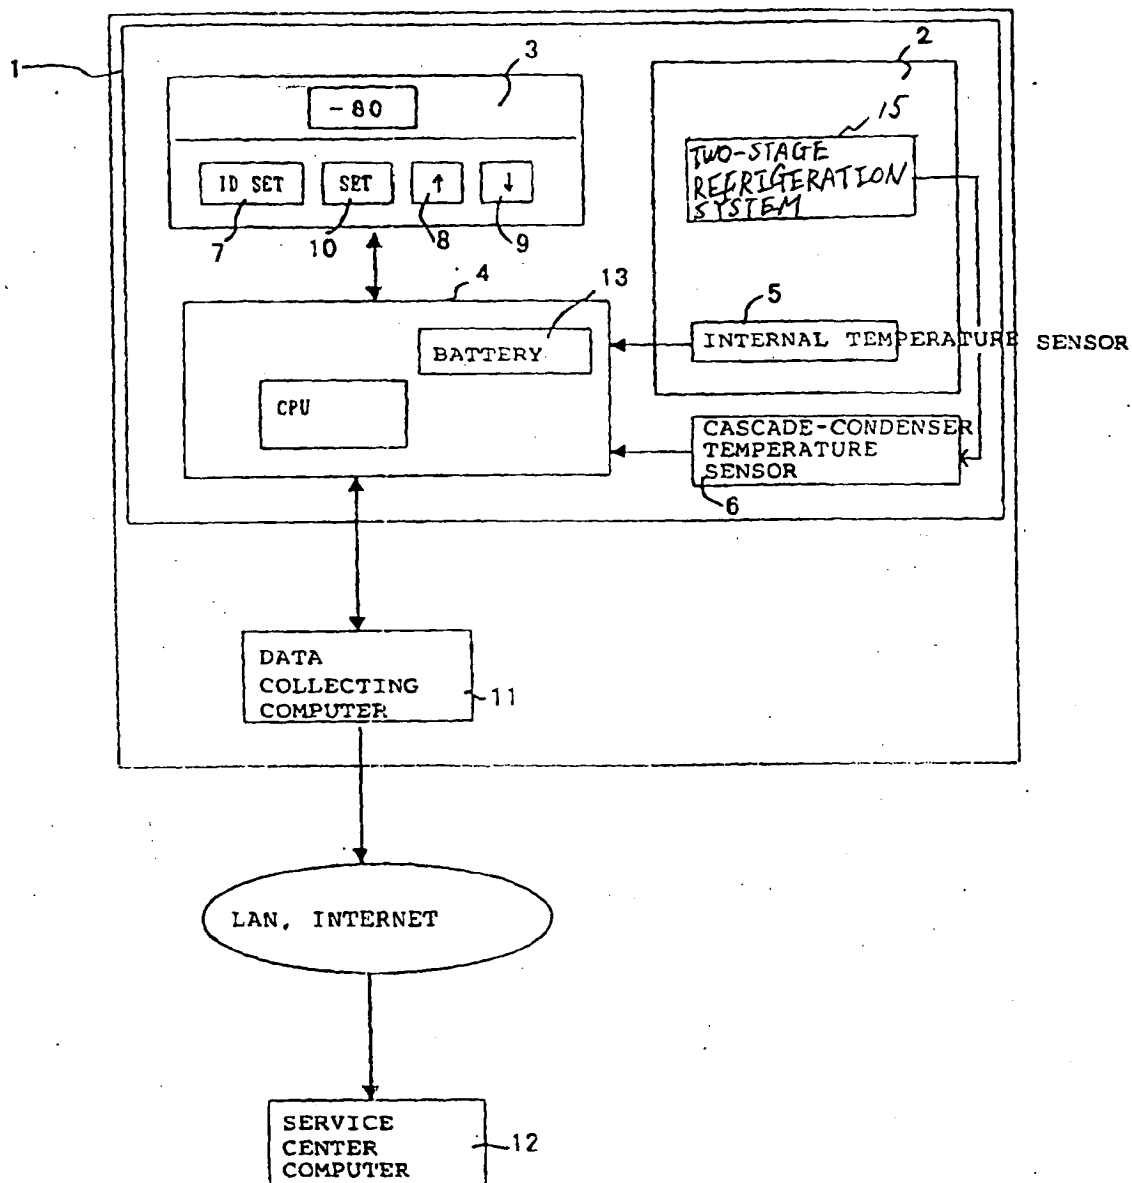 1
3
2
-80
15
TWO-STAGE
REFRIGERATION
SYSTEM
ID SET
SET
↑
↓
7
10
8
9
4
13
5
BATTERY
INTERNAL TEMPERATURE SENSOR
CPU
CASCADE-CONDENSER
TEMPERATURE
SENSOR
6
DATA
COLLECTING
COMPUTER
11
LAN, INTERNET
SERVICE
CENTER
COMPUTER
12